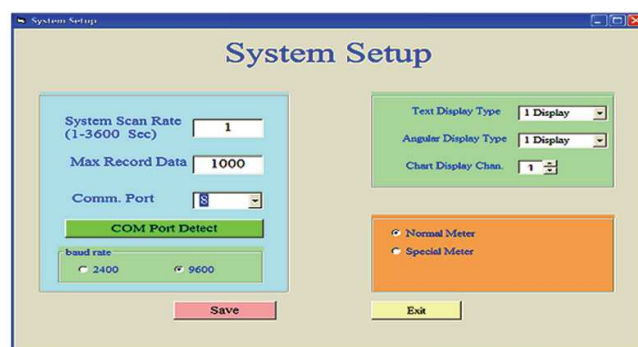 System Setup
System Setup
System Scan Rate
(1-3600 Sec)
1
Max Record Data
1000
Comm. Port
8
COM Port Detect
baud rate
2400
9600
Save
Text Display Type
1 Display
Angular Display Type
1 Display
Chart Display Chan.
1
Normal Meter
Special Meter
Exit